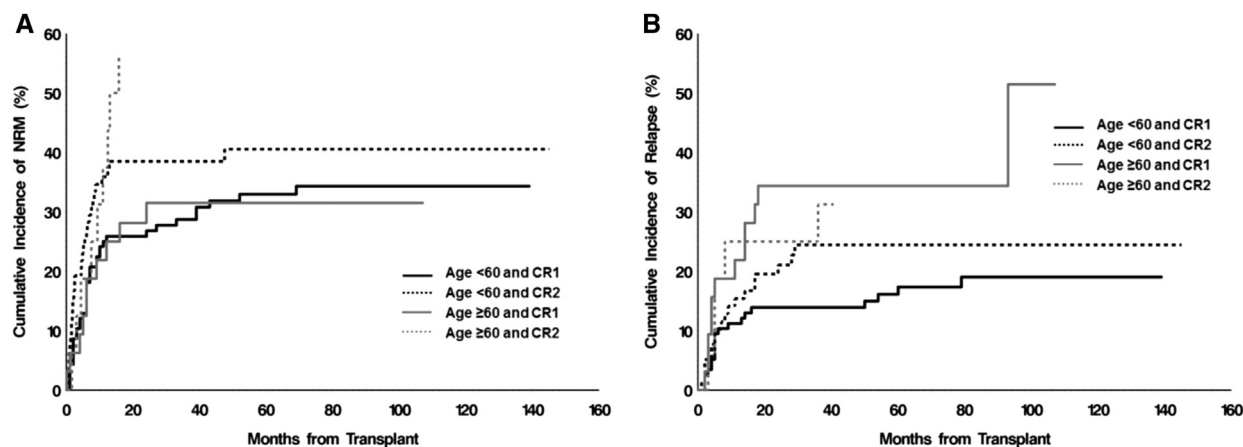 A
Cumulative Incidence of NRM (%)
60
50
40
30
20
10
0
0 20 40 60 80 100 120 140 160
Months from Transplant
Age <60 and CR1
Age <60 and CR2
Age ≥60 and CR1
Age ≥60 and CR2
B
Cumulative Incidence of Relapse (%)
60
50
40
30
20
10
0
0 20 40 60 80 100 120 140 160
Months from Transplant
Age <60 and CR1
Age <60 and CR2
Age ≥60 and CR1
Age ≥60 and CR2